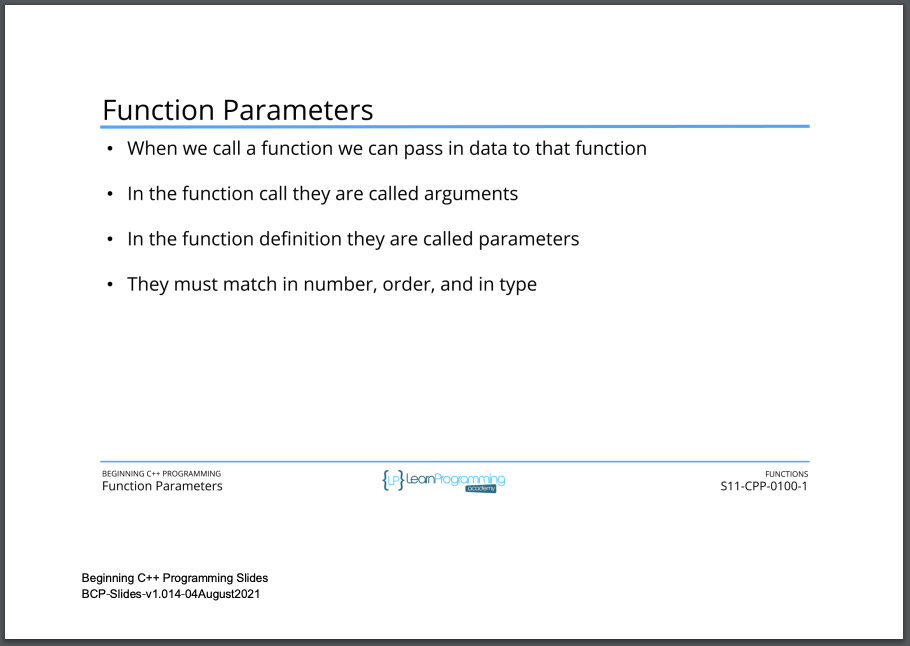 Function Parameters
• When we call a function we can pass in data to that function
• In the function call they are called arguments
• In the function definition they are called parameters
• They must match in number, order, and in type
BEGINNING C++ PROGRAMMING
Function Parameters
{LP} LearnProgramming
academy
FUNCTIONS
S11-CPP-0100-1
Beginning C++ Programming Slides
BCP-Slides-v1.014-04August2021